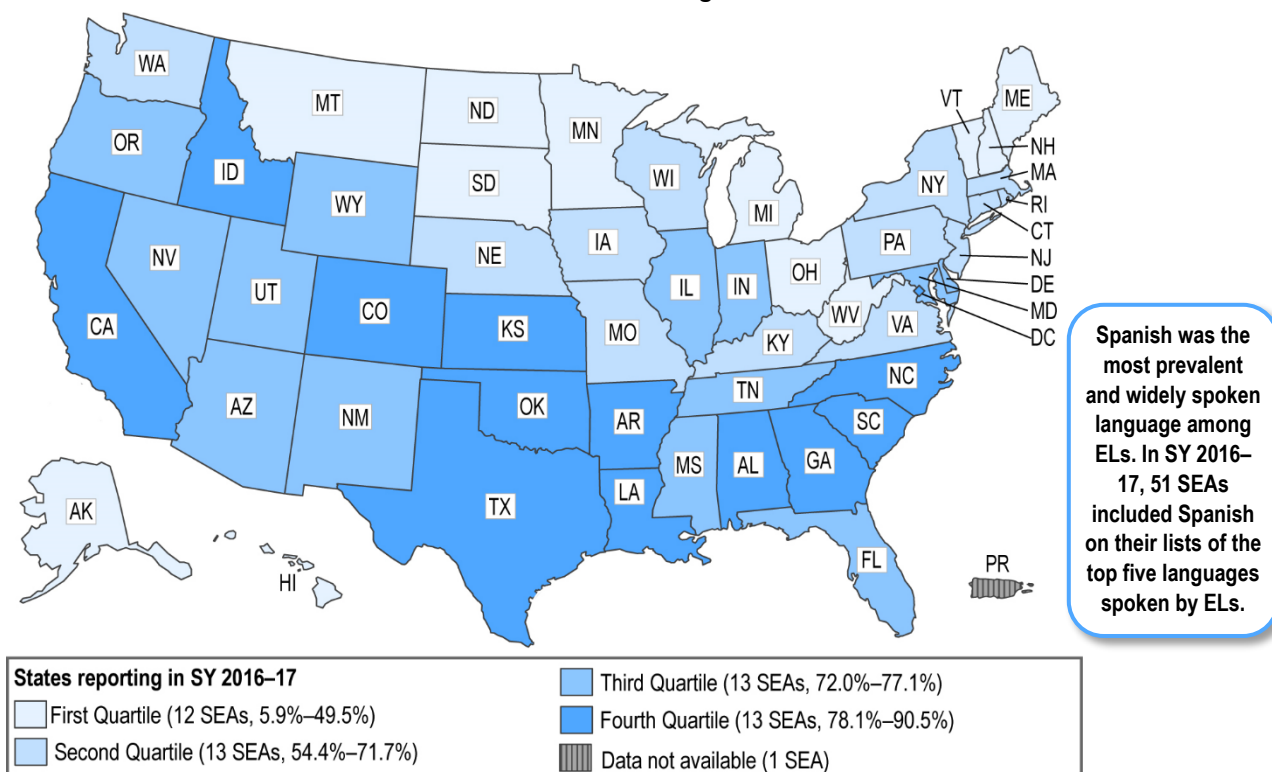 WA
MT
ND
MN
VT
ME
OR
ID
SD
WI
NH
MA
WY
MI
NY
RI
CT
NE
IA
PA
NJ
NV
UT
CO
IL
IN
OH
DE
MD
DC
CA
KS
MO
WV
VA
KY
AZ
NM
OK
AR
TN
NC
SC
MS
AL
GA
TX
LA
FL
AK
HI
PR
Spanish was the
most prevalent
and widely spoken
language among
ELs. In SY 2016–
17, 51 SEAs
included Spanish
on their lists of the
top five languages
spoken by ELs.
States reporting in SY 2016–17
First Quartile (12 SEAs, 5.9%–49.5%)
Second Quartile (13 SEAs, 54.4%–71.7%)
Third Quartile (13 SEAs, 72.0%–77.1%)
Fourth Quartile (13 SEAs, 78.1%–90.5%)
Data not available (1 SEA)